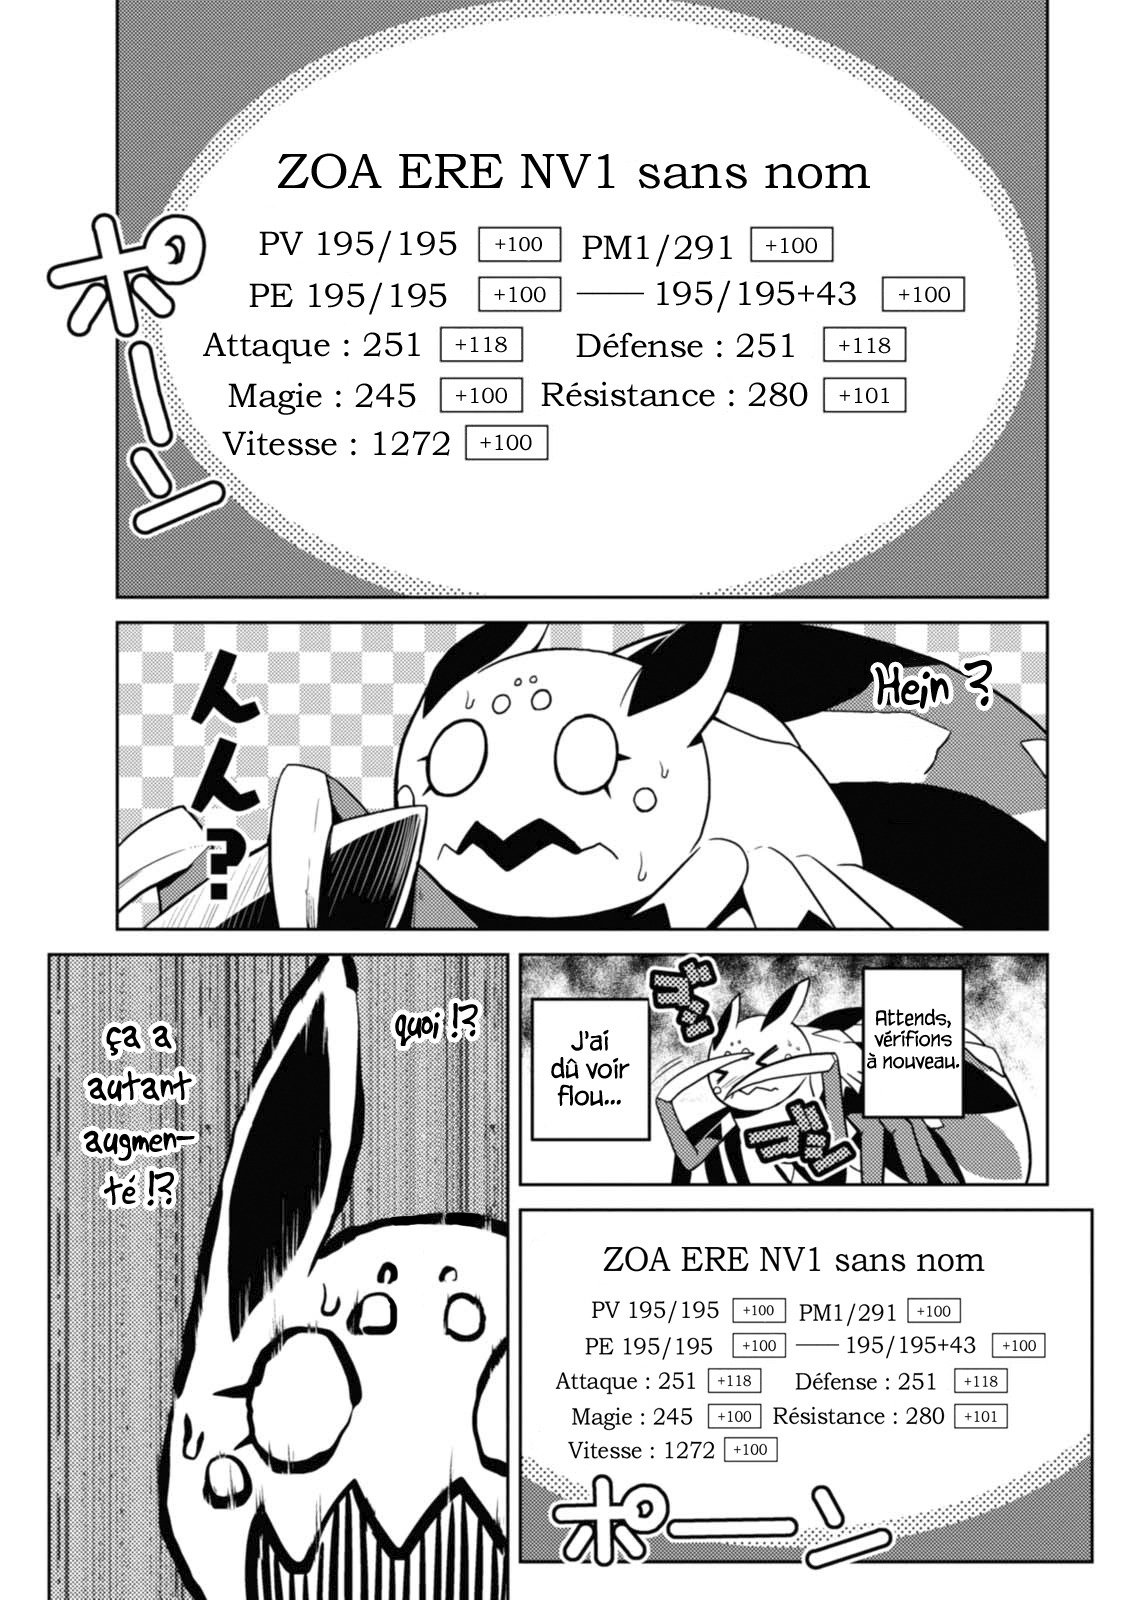 ZOA ERE NV1 sans nom
PV 195/195 +100 PM1/291 +100
PE 195/195 +100 —— 195/195+43 +100
Attaque : 251 +118 Défense : 251 +118
Magie : 245 +100 Résistance : 280 +101
Vitesse : 1272 +100
ポーン
Hein ?
ん
ん?
Attends,
vérifions
à nouveau.
J'ai
dû voir
flou...
ゴシ
ゴシ
ZOA ERE NV1 sans nom
PV 195/195 +100 PM1/291 +100
PE 195/195 +100 —— 195/195+43 +100
Attaque : 251 +118 Défense : 251 +118
Magie : 245 +100 Résistance : 280 +101
Vitesse : 1272 +100
ポーン
quoi !?
ça a
autant
augmen-
té !?